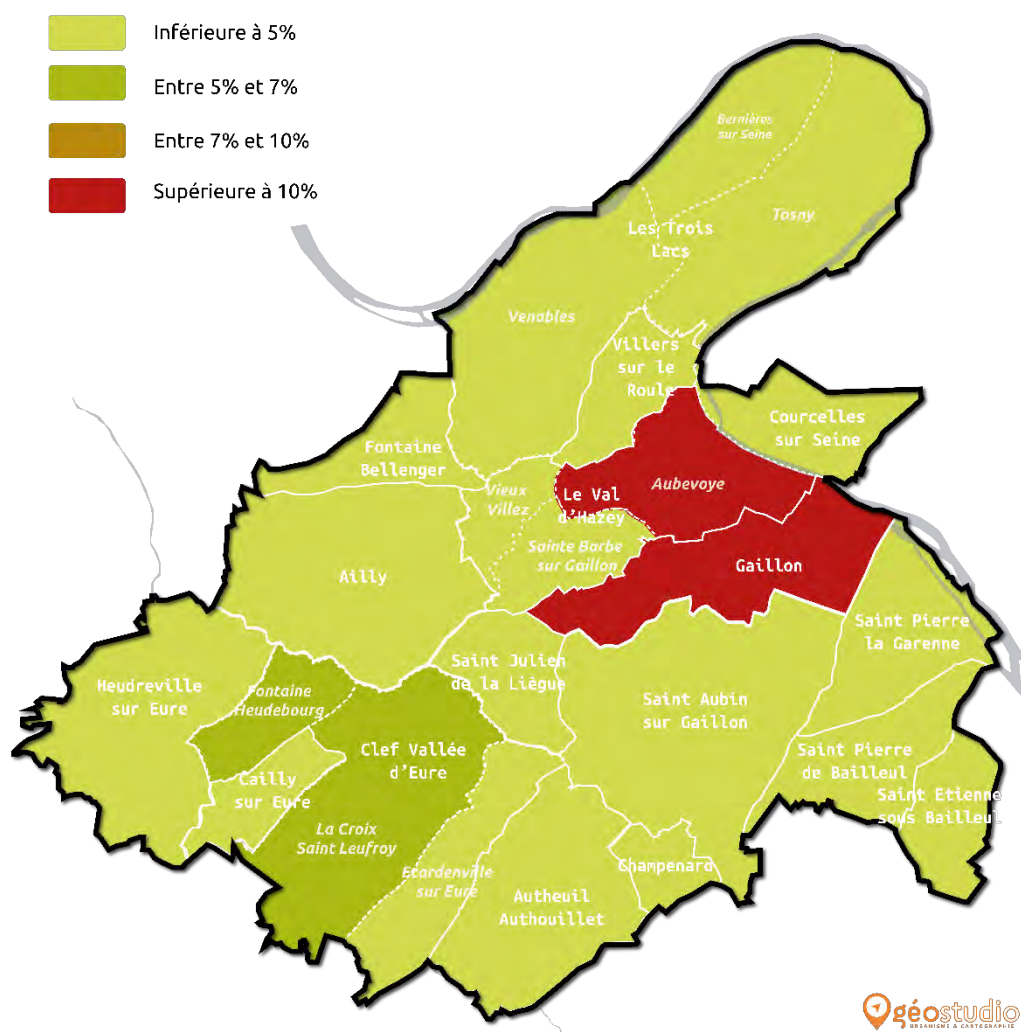 Inférieure à 5%
Entre 5% et 7%
Entre 7% et 10%
Supérieure à 10%
Bernières
sur Seine
Tosny
Les Trois
Lacs
Venables
Villers
sur le
Roule
Courcelles
sur Seine
Fontaine
Bellenger
Vieux
Villez
Le Val
d'Hazey
Aubevoye
Sainte Barbe
sur Gaillon
Gaillon
Ailly
Saint Pierre
la Garenne
Saint Julien
de la Liègue
Heudreville
sur Eure
Fontaine
Heudebourg
Saint Aubin
sur Gaillon
Clef Vallée
d'Eure
Saint Pierre
de Bailleul
Cailly
sur Eure
Saint Etienne
sous Bailleul
La Croix
Saint Leufroy
Ecardenville
sur Eure
Champenard
Autheuil
Authouillet
géostudio
URBANISME & CARTOGRAPHIE